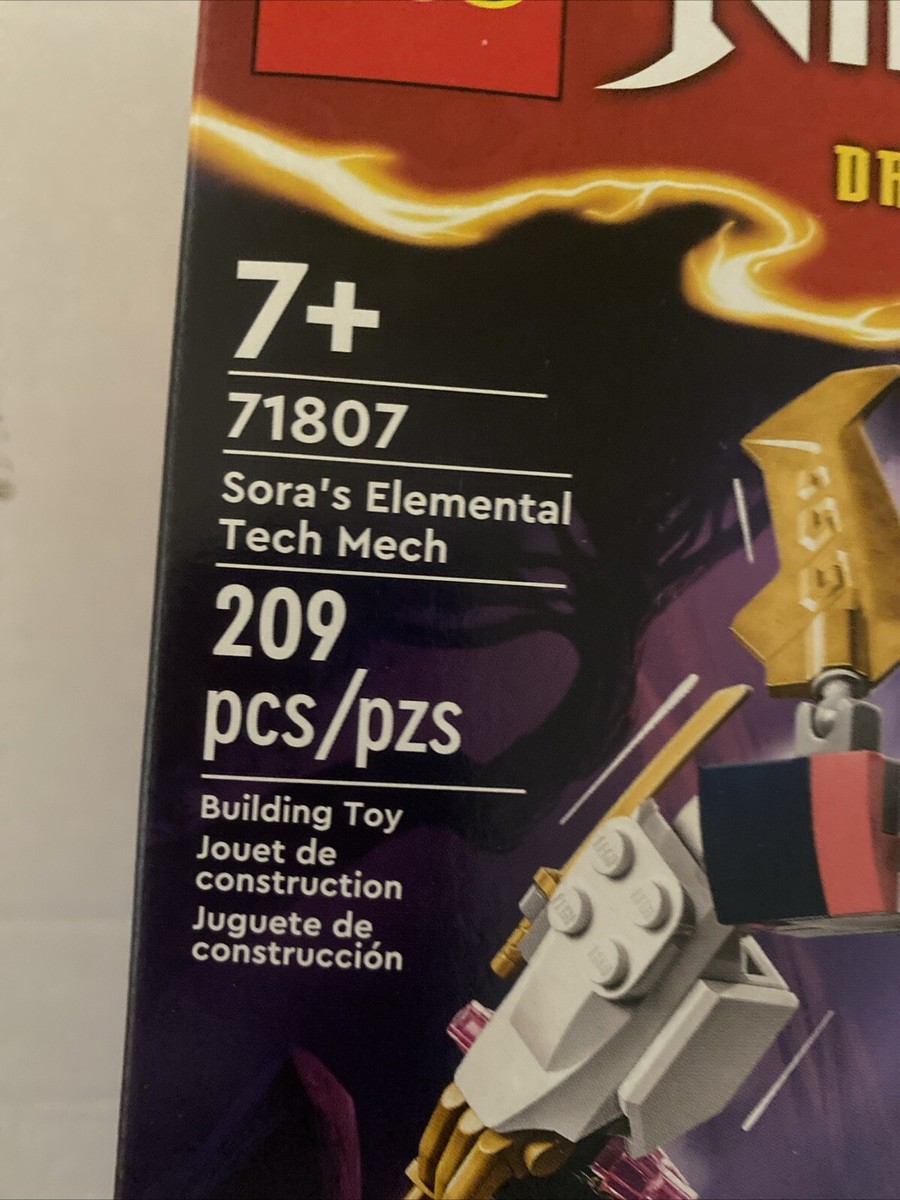 7+
71807
Sora's Elemental
Tech Mech
209
pcs/pzs
Building Toy
Jouet de
construction
Juguete de
construcción